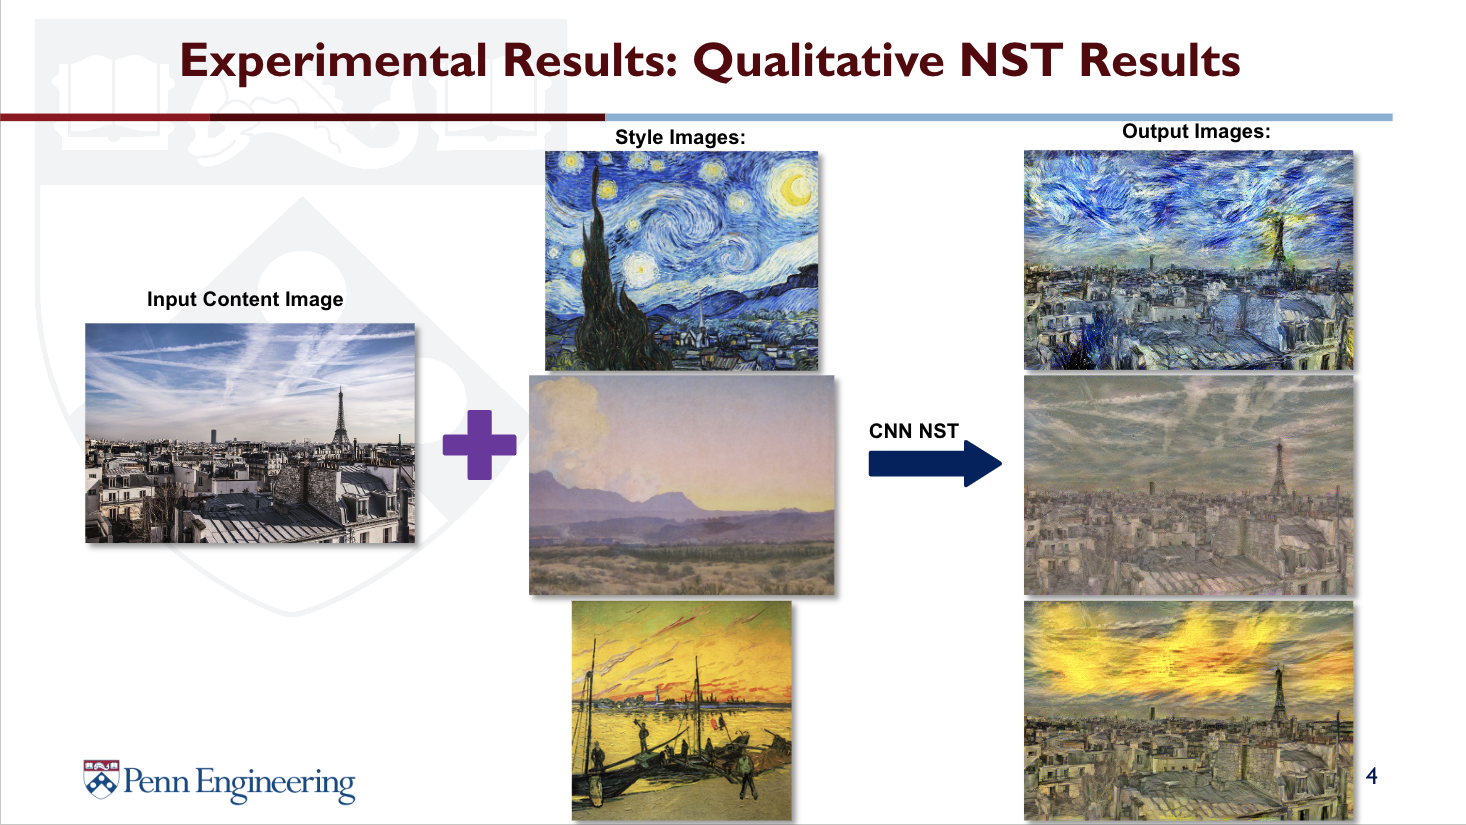 Experimental Results: Qualitative NST Results
Style Images:
Output Images:
Input Content Image
CNN NST
Penn Engineering
4